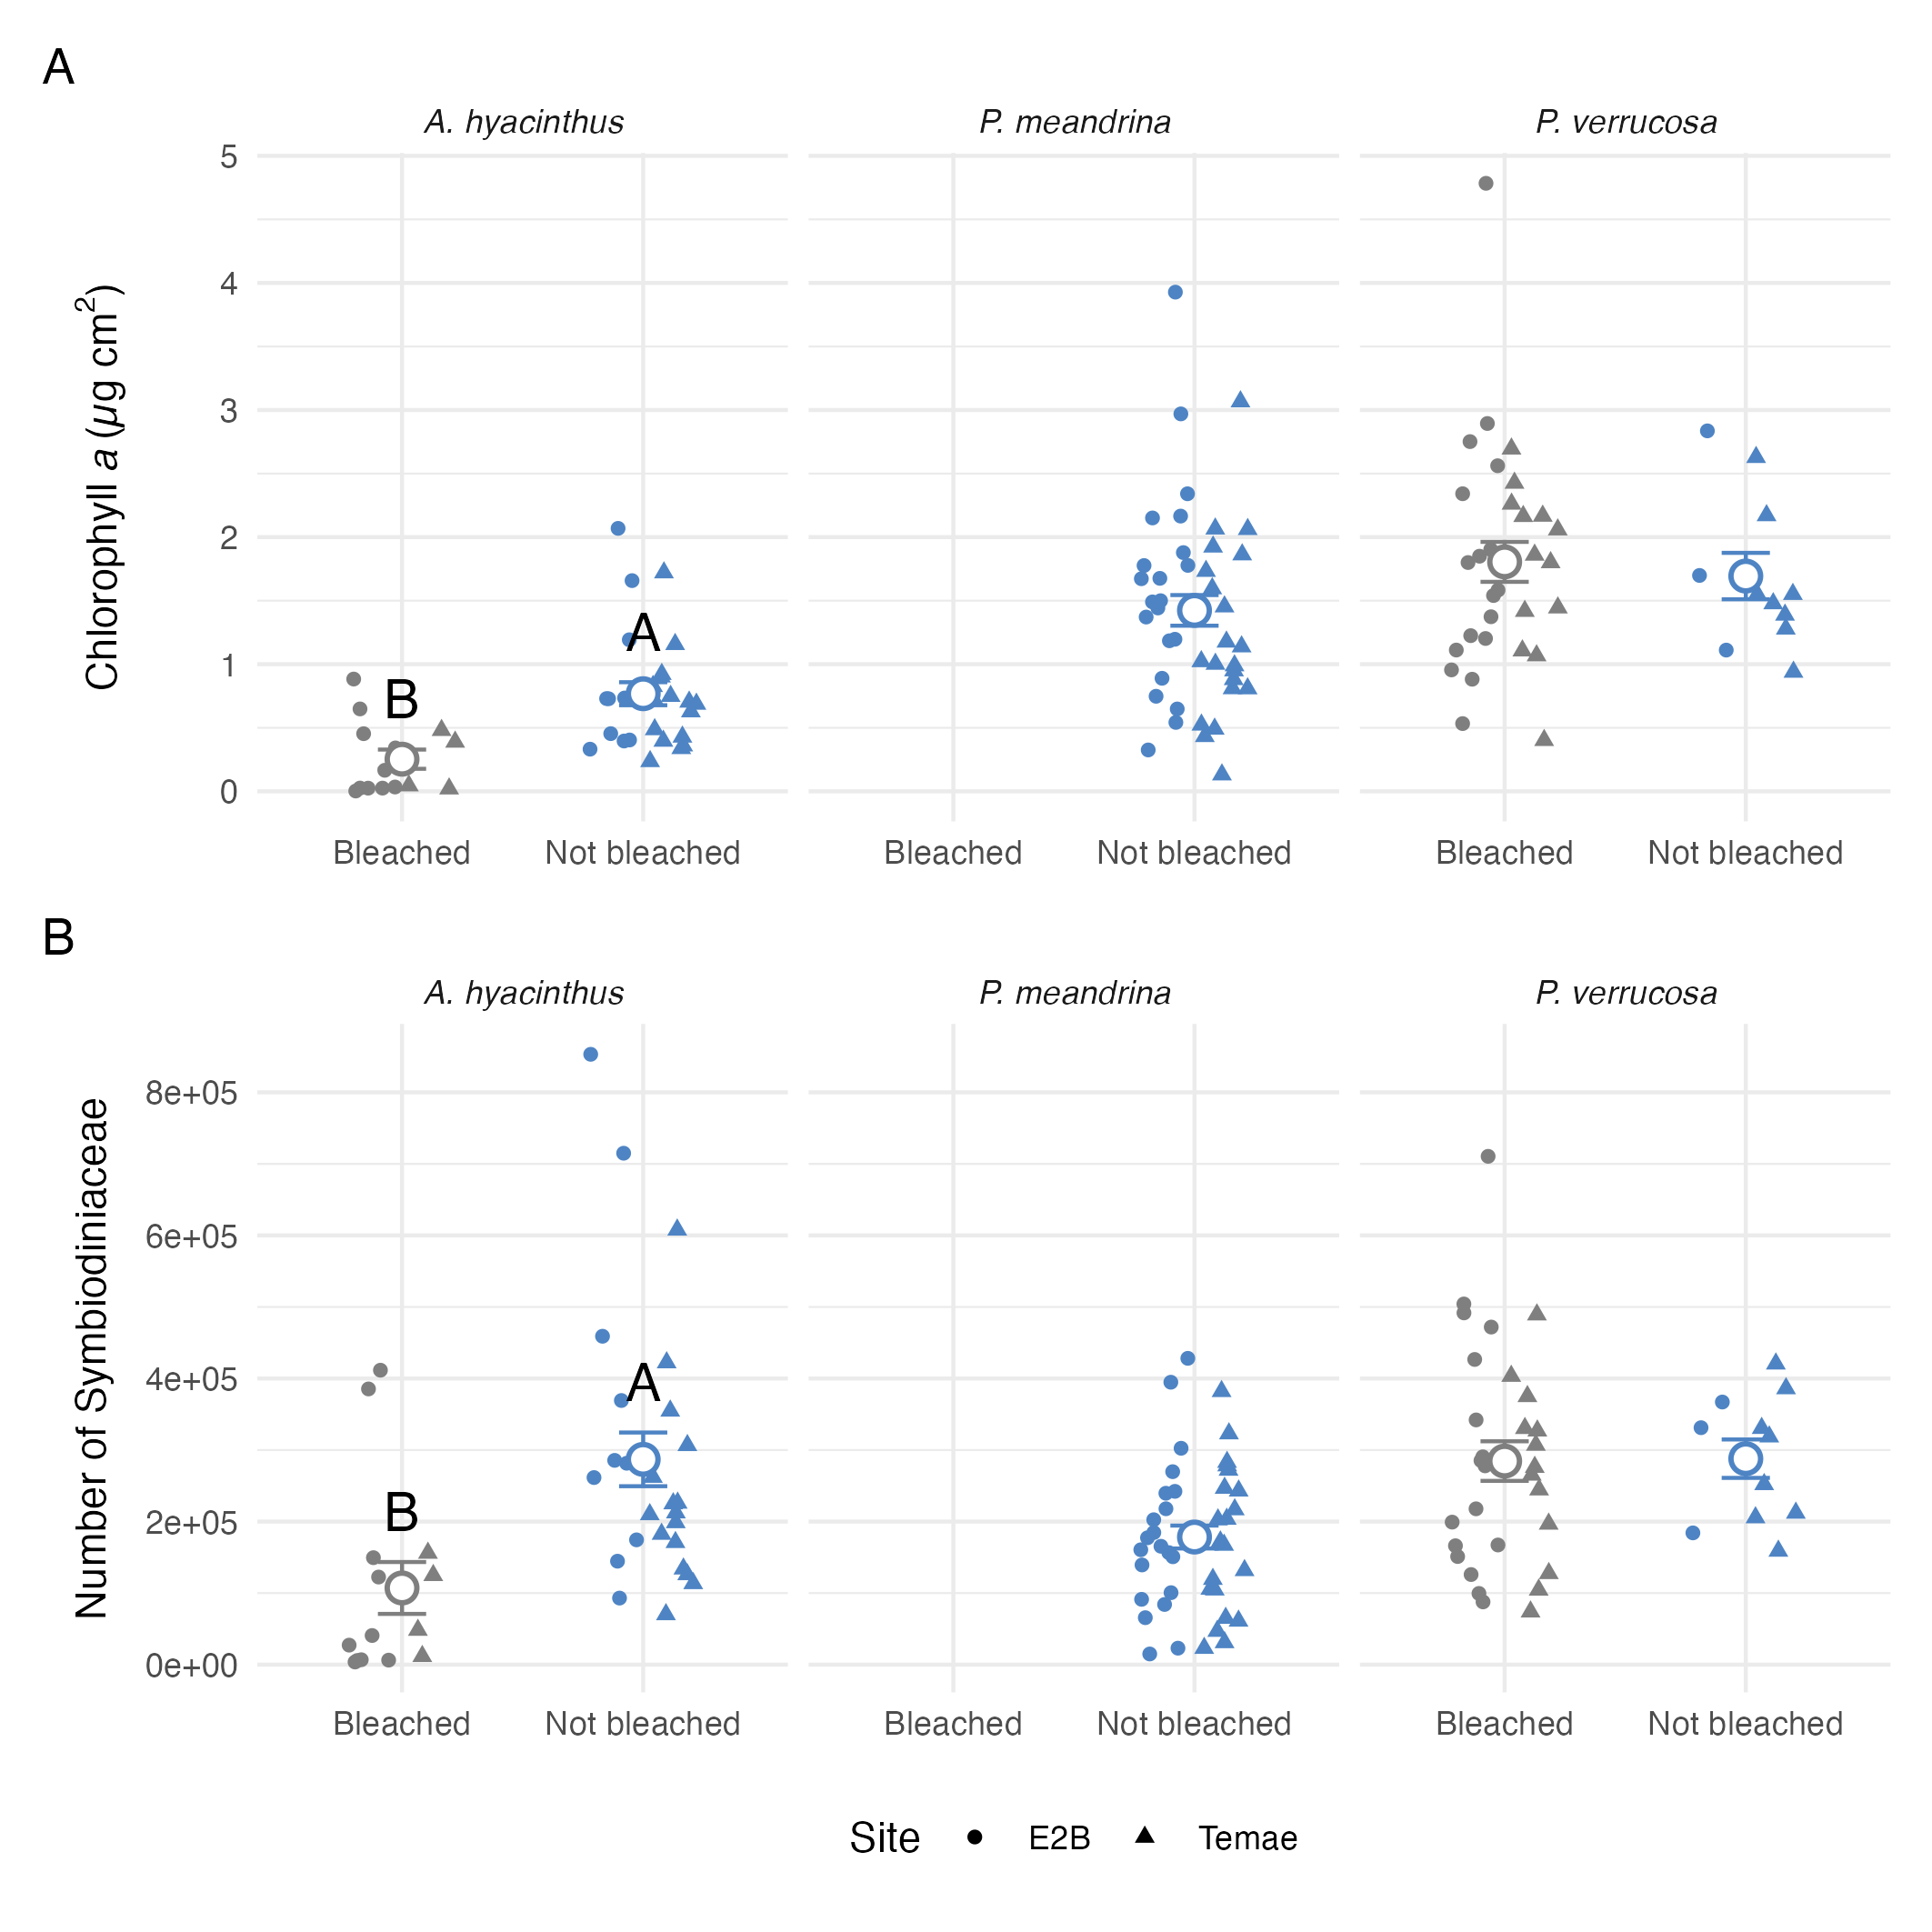 A
A. hyacinthus P. meandrina P. verrucosa
Chlorophyll a (µg cm²)
5
4
3
2
1
0
A
B
Bleached Not bleached Bleached Not bleached Bleached Not bleached
B
A. hyacinthus P. meandrina P. verrucosa
Number of Symbiodiniaceae
8e+05
6e+05
4e+05
2e+05
0e+00
A
B
Bleached Not bleached Bleached Not bleached Bleached Not bleached
Site E2B Temae